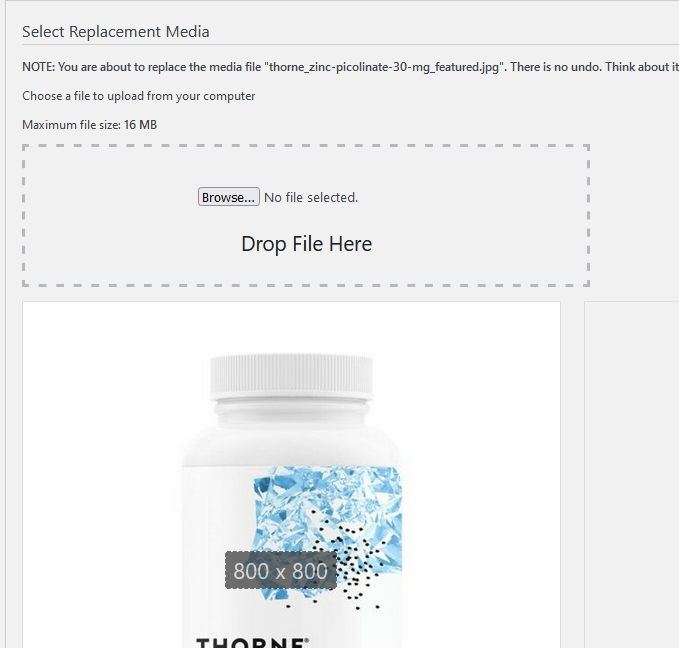 Select Replacement Media
NOTE: You are about to replace the media file "thorne_zinc-picolinate-30-mg_featured.jpg". There is no undo. Think about it
Choose a file to upload from your computer
Maximum file size: 16 MB
Browse... No file selected.
Drop File Here
800 x 800
THORNE®